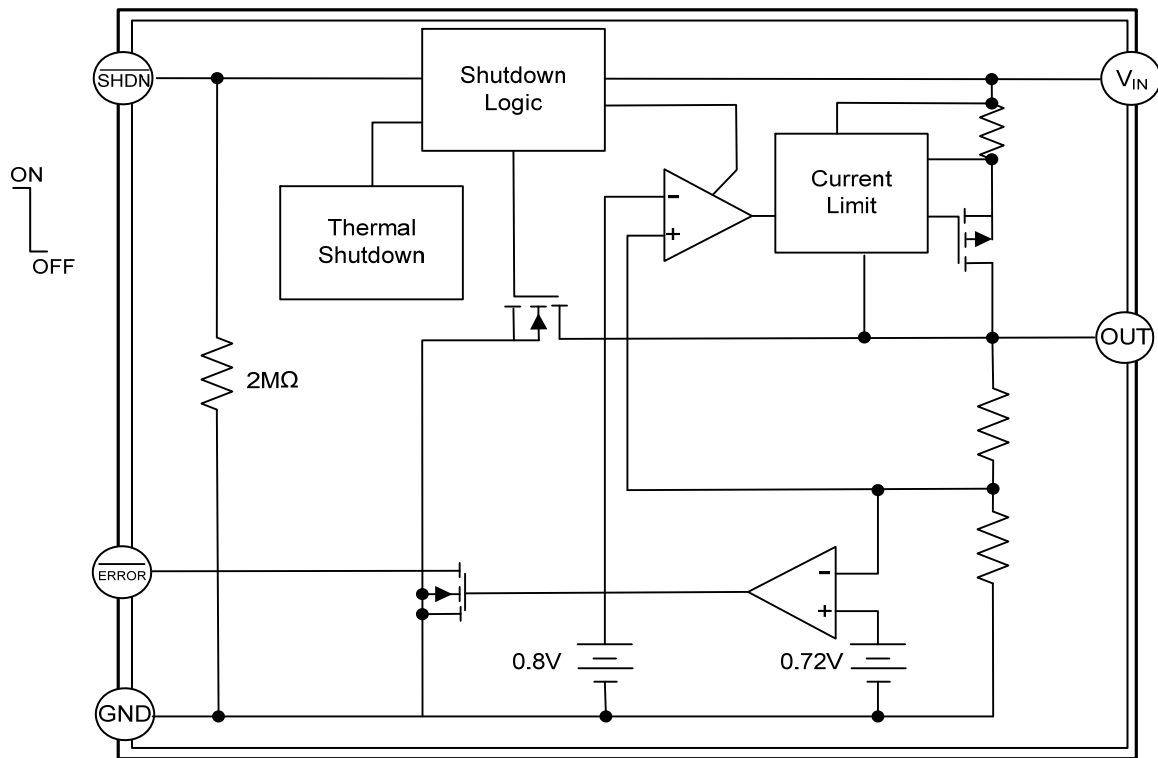 SHDN
Shutdown
Logic
VIN
ON
OFF
Thermal
Shutdown
-
+
Current
Limit
OUT
2MΩ
ERROR
-
+
0.8V
0.72V
GND